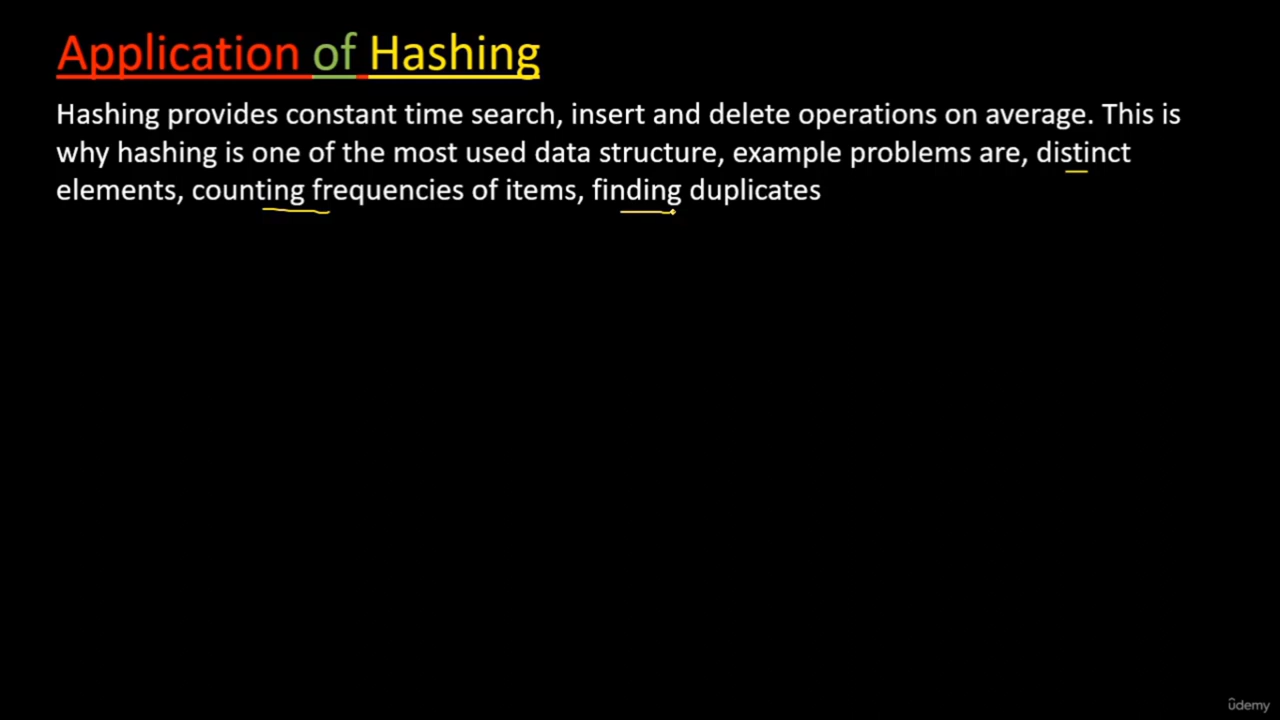 Application of Hashing
Hashing provides constant time search, insert and delete operations on average. This is
why hashing is one of the most used data structure, example problems are, distinct
elements, counting frequencies of items, finding duplicates
ûdemy